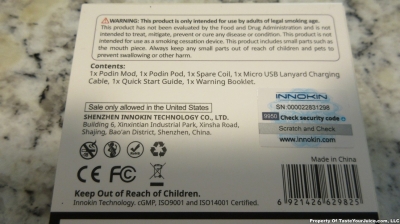 WARNING: This product is only intended for use by adults of legal smoking age.
This product has not been evaluated by the Food and Drug Administration and is not
intended to treat, mitigate, prevent or cure any disease or condition. This product is not
intended for use as a smoking cessation device. This product includes small parts such as
the mouth piece. Always keep any small parts out of reach of children and pets to
prevent swallowing or other harm.
Contents:
1x Podin Mod, 1x Podin Pod, 1x Spare Coil, 1x Micro USB Lanyard Charging
Cable, 1x Quick Start Guide, 1x Warning Booklet.
Sale only allowed in the United States
SHENZHEN INNOKIN TECHNOLOGY CO., LTD.
Building 6, Xinxintian Industrial Park, Xinsha Road,
Shajing, Bao'an District, Shenzhen, China.
INNOKIN
SN: 000022831298
9950 Check security code
Scratch and Check
www.innokin.com
CE FC
Keep Out of Reach of Children.
Innokin Technology. cGMP, ISO9001 and ISO14001 Certified.
Made in China
6 921426 629825
Property of TasteYourJuice.com, LLC